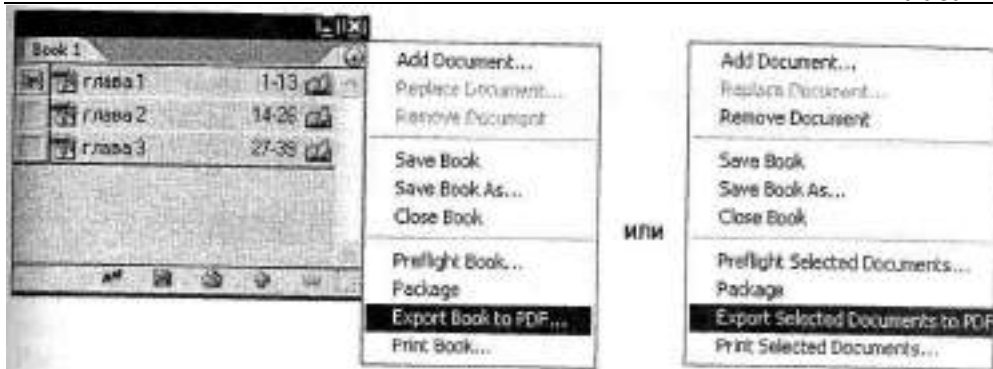 Book 1
глава 1 1-13
глава 2 14-26
глава 3 27-39
Add Document...
Replace Document...
Remove Document
Save Book
Save Book As...
Close Book
Preflight Book...
Package
Export Book to PDF...
Print Book...
или
Add Document...
Replace Document...
Remove Document
Save Book
Save Book As...
Close Book
Preflight Selected Documents...
Package
Export Selected Documents to PDF
Print Selected Documents...